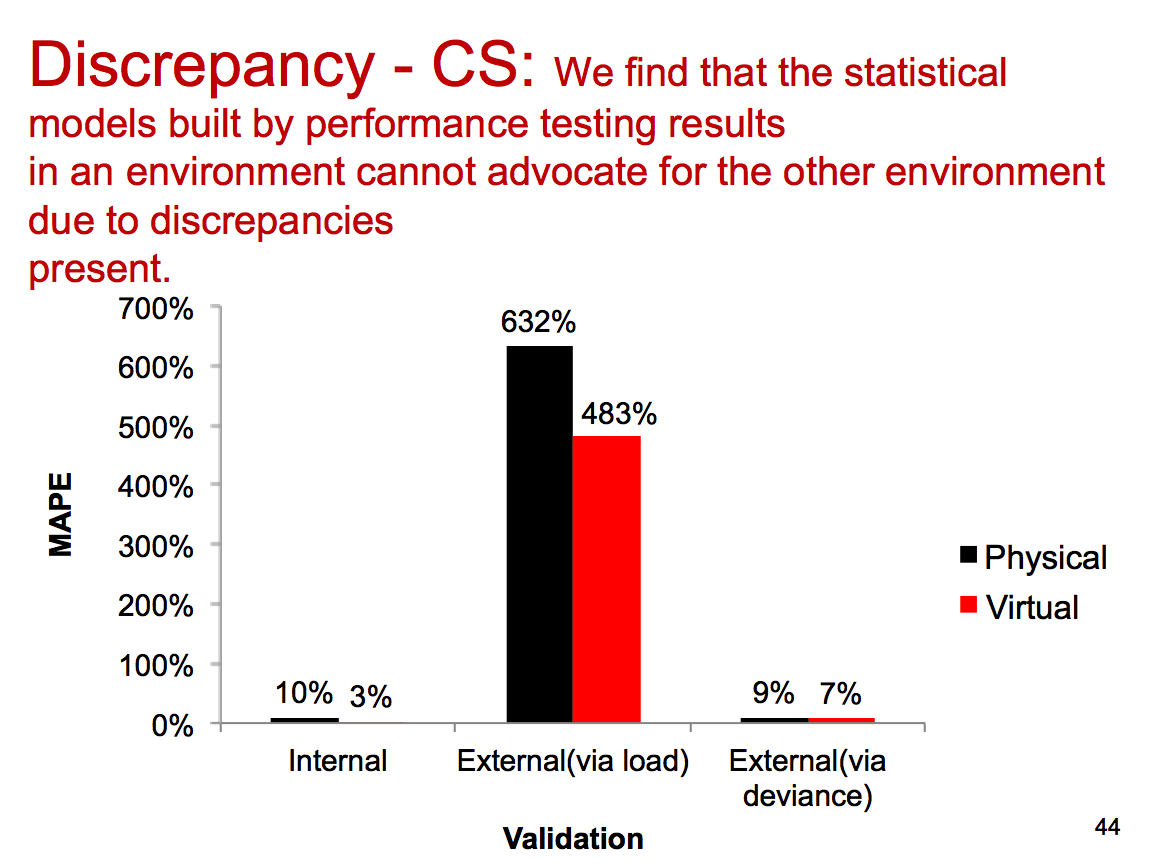 Discrepancy - CS: We find that the statistical
models built by performance testing results
in an environment cannot advocate for the other environment
due to discrepancies
present.
700%
600%
500%
400%
300%
200%
100%
0%
MAPE
632%
483%
10% 3%
9% 7%
Physical
Virtual
Internal
External(via load)
External(via
deviance)
Validation
44